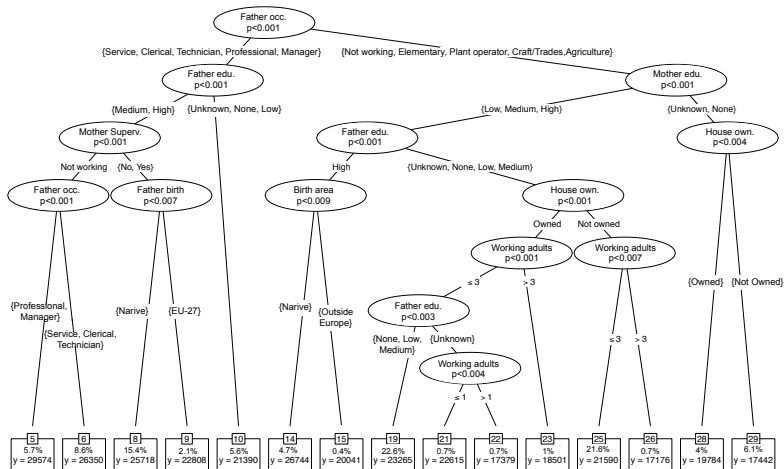 Father occ.
p<0.001
{Service, Clerical, Technician, Professional, Manager}
{Not working, Elementary, Plant operator, Craft/Trades,Agriculture}
Father edu.
p<0.001
Mother edu.
p<0.001
{Medium, High}
{Unknown, None, Low}
{Low, Medium, High}
{Unknown, None}
Mother Superv.
p<0.001
Father edu.
p<0.001
House own.
p<0.004
Not working
{No, Yes}
High
{Unknown, None, Low, Medium}
Father occ.
p<0.001
Father birth
p<0.007
Birth area
p<0.009
House own.
p<0.001
Owned
Not owned
Working adults
p<0.001
Working adults
p<0.007
{Professional,
Manager}
{Service, Clerical,
Technician}
{Narive}
{EU-27}
{Narive}
{Outside
Europe}
≤ 3
> 3
{Owned}
{Not Owned}
Father edu.
p<0.003
{None, Low,
Medium}
{Unknown}
≤ 3
> 3
Working adults
p<0.004
≤ 1
> 1
5
5.7%
y = 29574
6
8.6%
y = 26350
8
15.4%
y = 25718
9
2.1%
y = 22808
10
5.6%
y = 21390
14
4.7%
y = 26744
15
0.4%
y = 20041
19
22.6%
y = 23265
21
0.7%
y = 22615
22
0.7%
y = 17379
23
1%
y = 18501
25
21.6%
y = 21590
26
0.7%
y = 17176
28
4%
y = 19784
29
6.1%
y = 17442